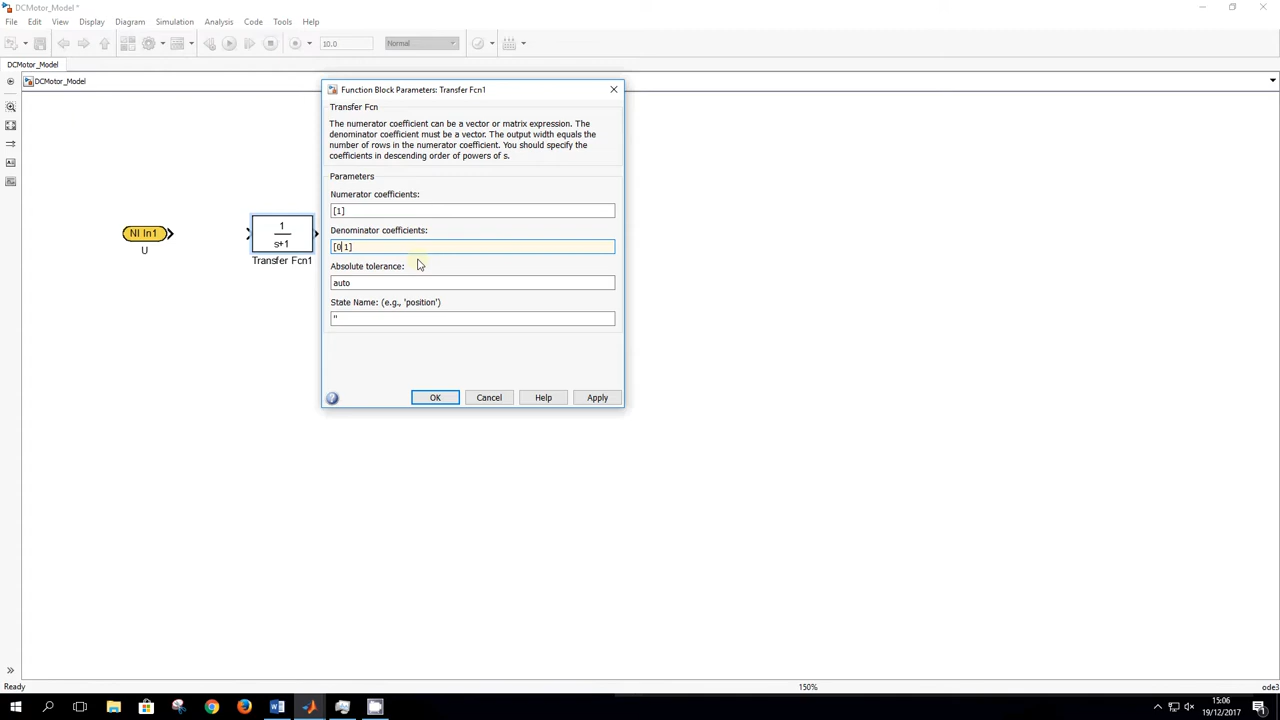 DCMotor_Model *
File Edit View Display Diagram Simulation Analysis Code Tools Help
10.0 Normal
DCMotor_Model
DCMotor_Model
Function Block Parameters: Transfer Fcn1
Transfer Fcn
The numerator coefficient can be a vector or matrix expression. The
denominator coefficient must be a vector. The output width equals the
number of rows in the numerator coefficient. You should specify the
coefficients in descending order of powers of s.
Parameters
Numerator coefficients:
[1]
Denominator coefficients:
[0 1]
Absolute tolerance:
auto
State Name: (e.g., 'position')
''
OK Cancel Help Apply
NI In1
U
1
s+1
Transfer Fcn1
Ready 150% ode3
15:06
19/12/2017